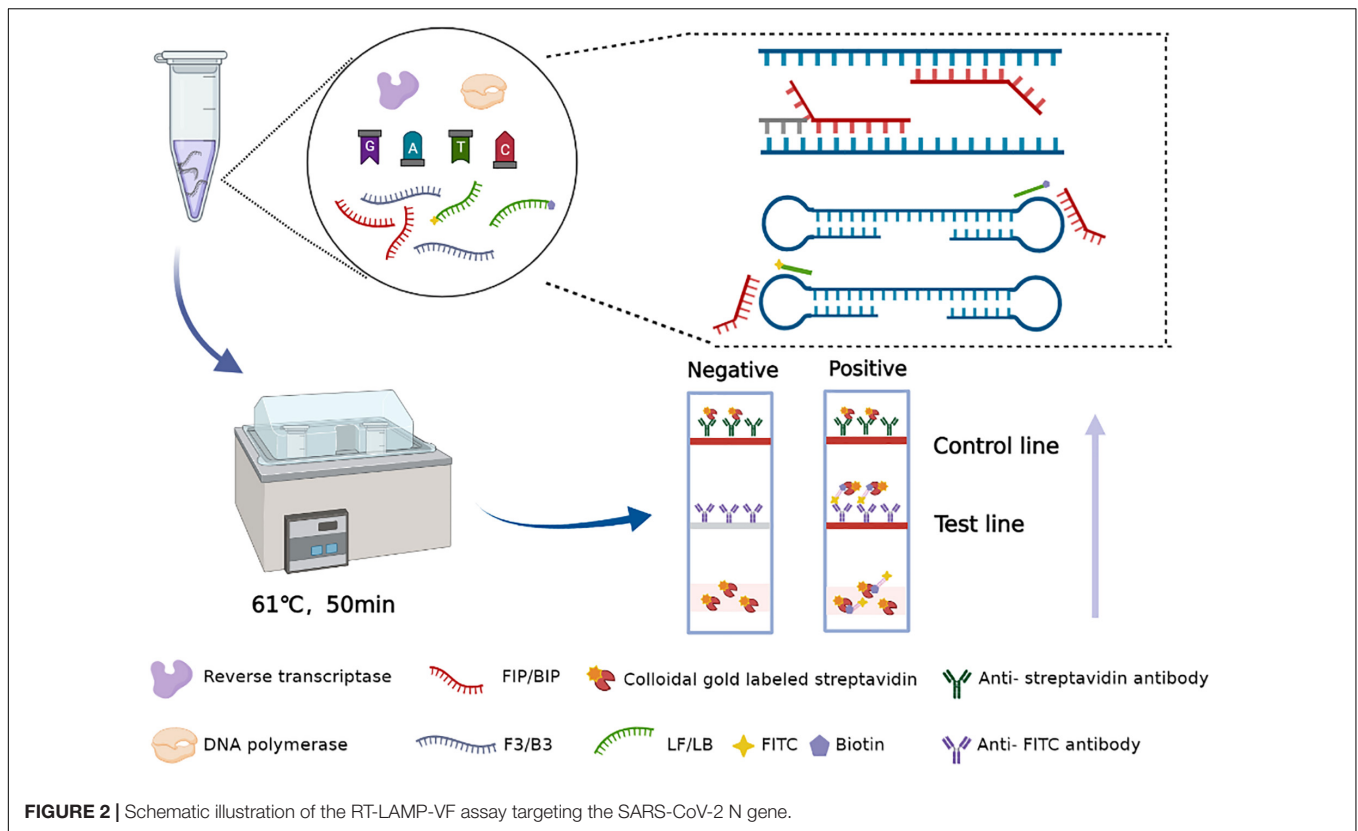 G A T C
Negative Positive
Control line
Test line
61℃, 50min
Reverse transcriptase FIP/BIP Colloidal gold labeled streptavidin Anti- streptavidin antibody
DNA polymerase F3/B3 LF/LB FITC Biotin Anti- FITC antibody
FIGURE 2 | Schematic illustration of the RT-LAMP-VF assay targeting the SARS-CoV-2 N gene.